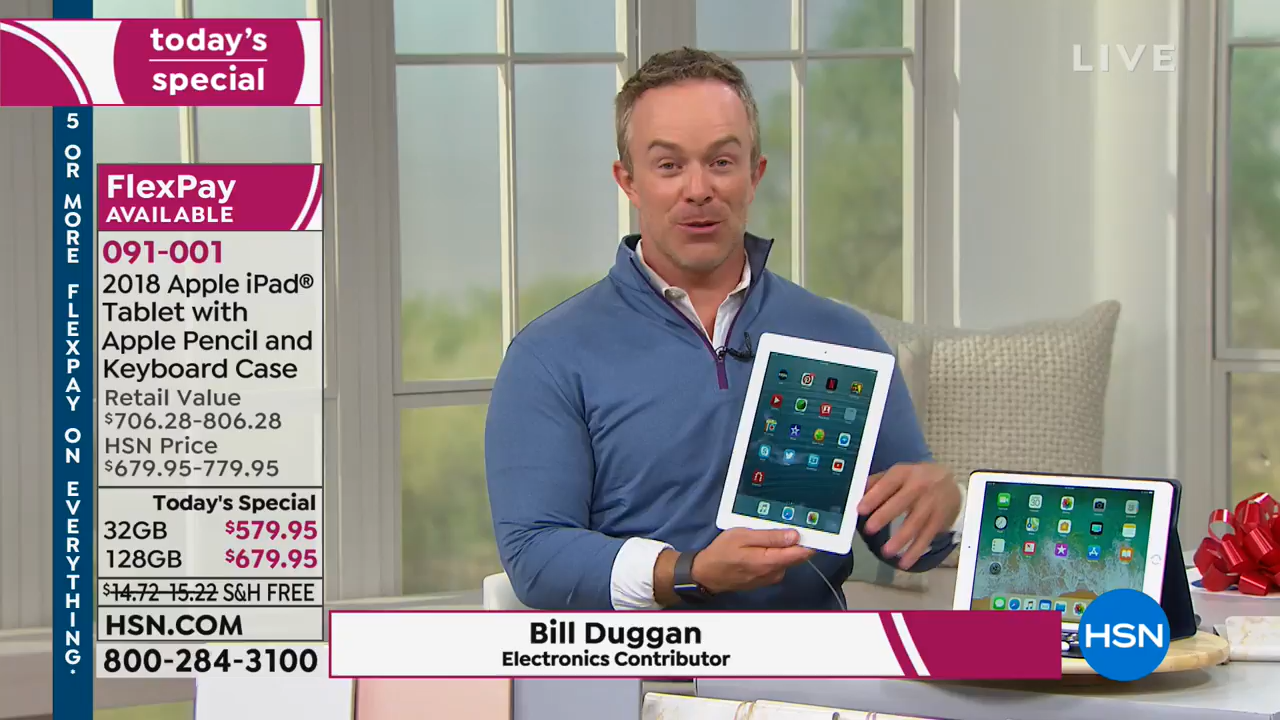 today's
special
LIVE
5 OR MORE FLEXPAY ON EVERYTHING.
FlexPay
AVAILABLE
091-001
2018 Apple iPad®
Tablet with
Apple Pencil and
Keyboard Case
Retail Value
$706.28-806.28
HSN Price
$679.95-779.95
Today's Special
32GB $579.95
128GB $679.95
$14.72-15.22 S&H FREE
HSN.COM
800-284-3100
Bill Duggan
Electronics Contributor
HSN